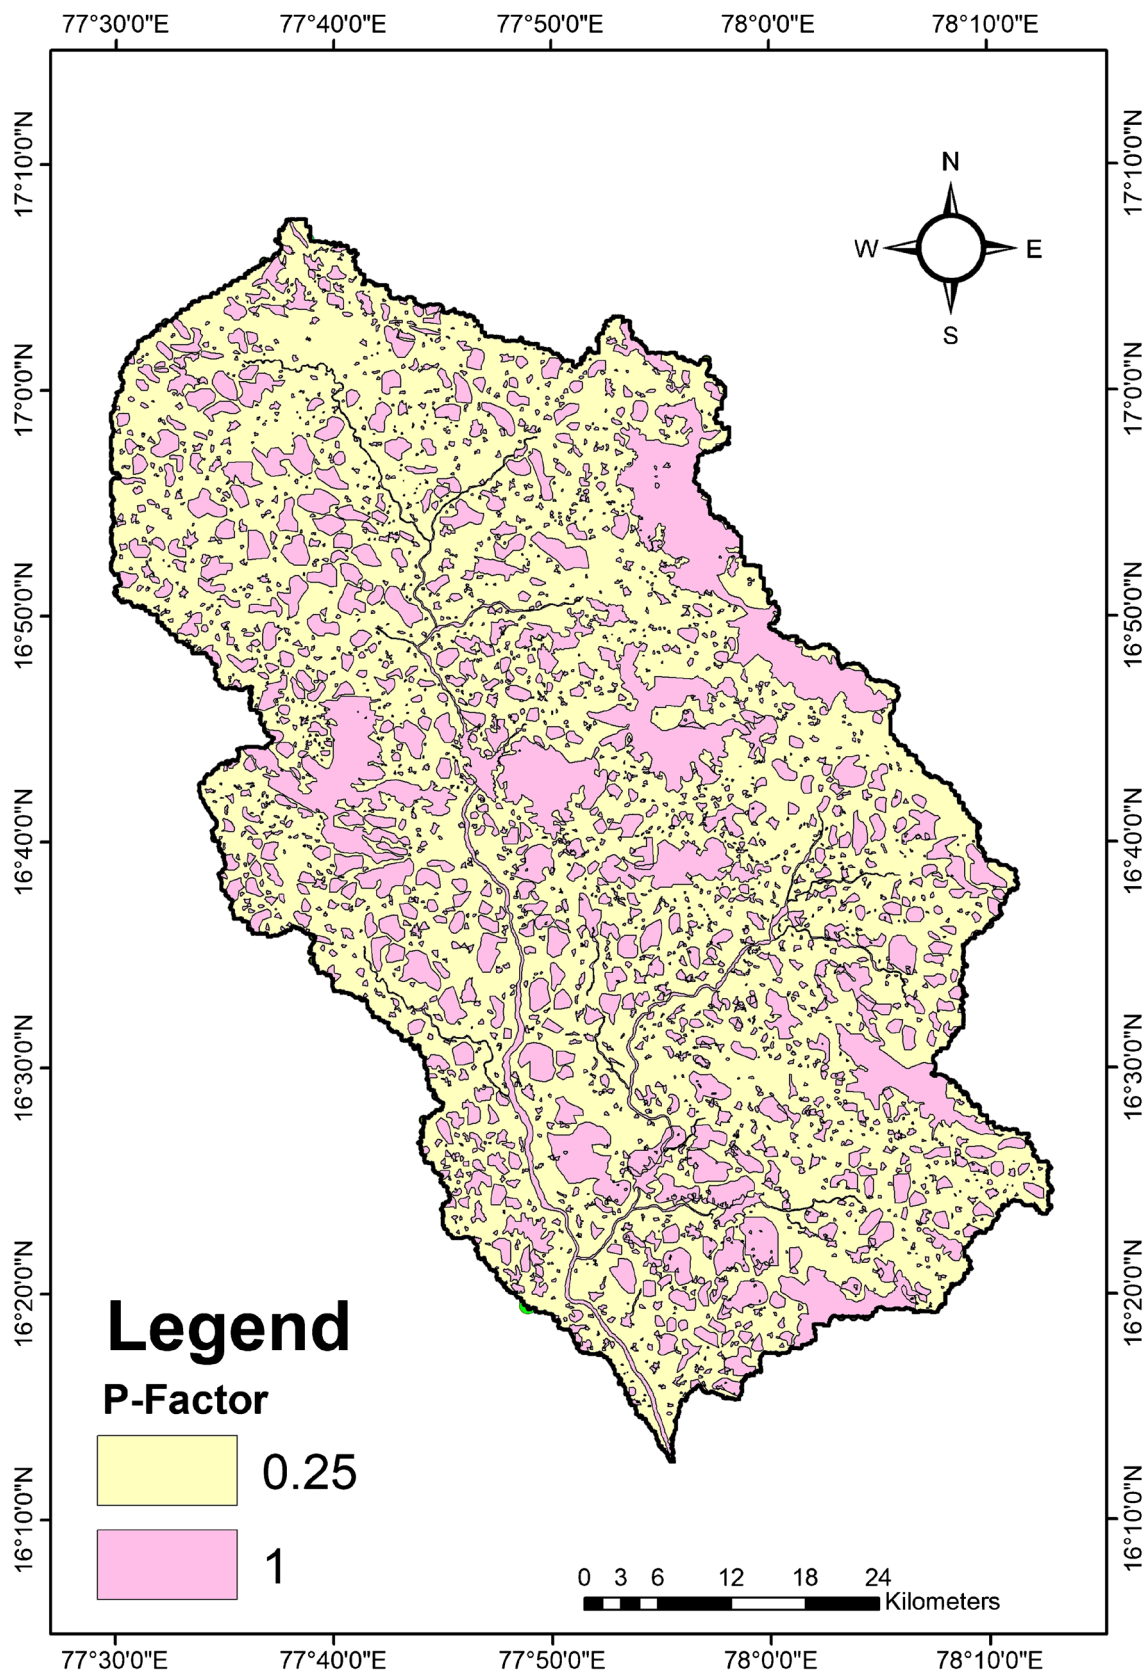 77°30'0"E 77°40'0"E 77°50'0"E 78°0'0"E 78°10'0"E
17°10'0"N 17°10'0"N
N
W E
S
17°0'0"N 17°0'0"N
16°50'0"N 16°50'0"N
16°40'0"N 16°40'0"N
16°30'0"N 16°30'0"N
16°20'0"N 16°20'0"N
Legend
P-Factor
0.25
16°10'0"N 16°10'0"N
1
0 3 6 12 18 24
Kilometers
77°30'0"E 77°40'0"E 77°50'0"E 78°0'0"E 78°10'0"E